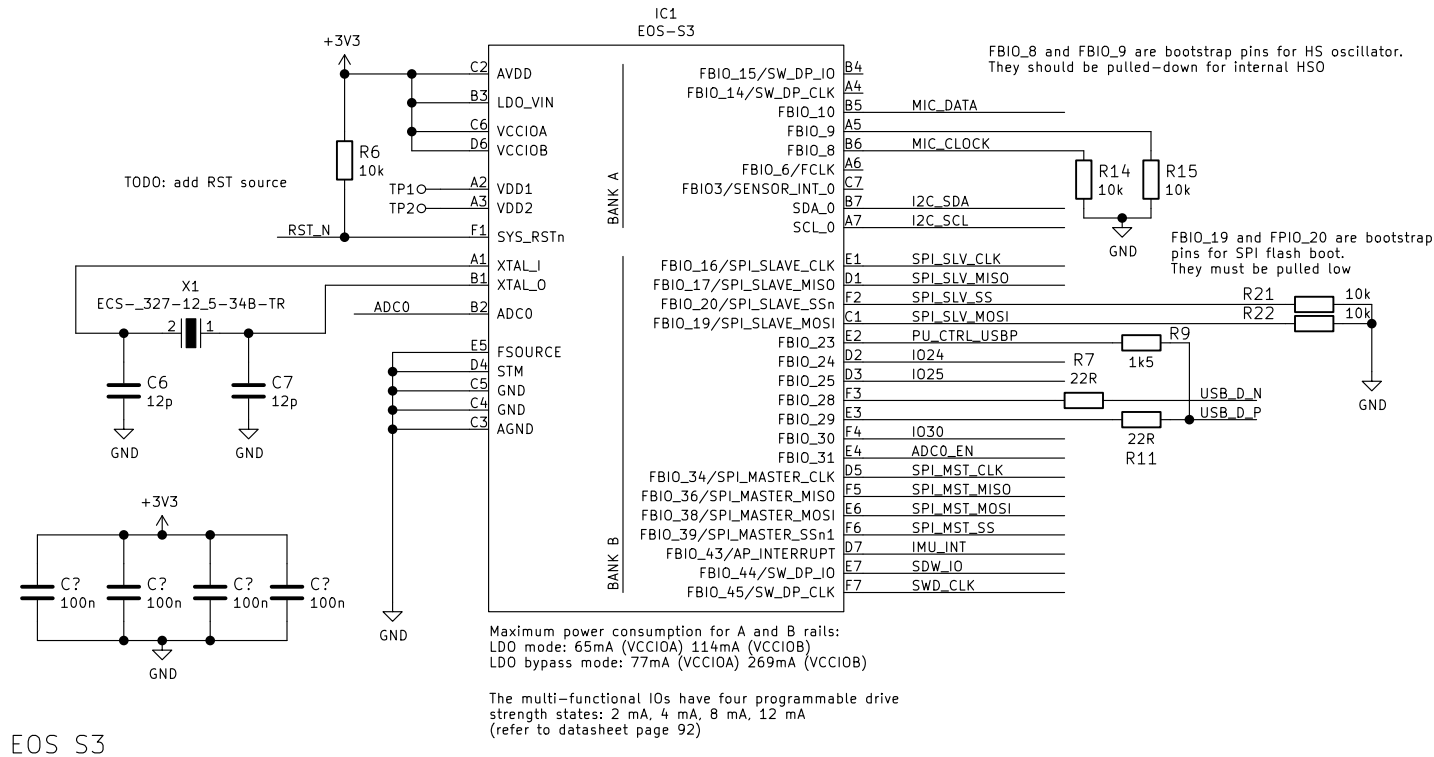 IC1
EOS-S3
+3V3
C2 AVDD
B3 LDO_VIN
C6 VCCIOA
D6 VCCIOB
R6
10k
TODO: add RST source
TP1 A2 VDD1
TP2 A3 VDD2
RST_N F1 SYS_RSTn
A1 XTAL_I
B1 XTAL_O
X1
ECS-_327-12_5-34B-TR
2 1
ADC0 B2 ADC0
E5 FSOURCE
D4 STM
C5 GND
C4 GND
C3 AGND
C6
12p
C7
12p
GND
GND
GND
BANK A
BANK B
FBIO_15/SW_DP_IO B4
FBIO_14/SW_DP_CLK A4
FBIO_10 B5 MIC_DATA
FBIO_9 A5
FBIO_8 B6 MIC_CLOCK
FBIO_6/FCLK A6
FBIO3/SENSOR_INT_0 C7
SDA_0 B7 I2C_SDA
SCL_0 A7 I2C_SCL
FBIO_16/SPI_SLAVE_CLK E1 SPI_SLV_CLK
FBIO_17/SPI_SLAVE_MISO D1 SPI_SLV_MISO
FBIO_20/SPI_SLAVE_SSn F2 SPI_SLV_SS
FBIO_19/SPI_SLAVE_MOSI C1 SPI_SLV_MOSI
FBIO_23 E2 PU_CTRL_USBP
FBIO_24 D2 IO24
FBIO_25 D3 IO25
FBIO_28 F3
FBIO_29 E3
FBIO_30 F4 IO30
FBIO_31 E4 ADC0_EN
FBIO_34/SPI_MASTER_CLK D5 SPI_MST_CLK
FBIO_36/SPI_MASTER_MISO F5 SPI_MST_MISO
FBIO_38/SPI_MASTER_MOSI E6 SPI_MST_MOSI
FBIO_39/SPI_MASTER_SSn1 F6 SPI_MST_SS
FBIO_43/AP_INTERRUPT D7 IMU_INT
FBIO_44/SW_DP_IO E7 SDW_IO
FBIO_45/SW_DP_CLK F7 SWD_CLK
FBIO_8 and FBIO_9 are bootstrap pins for HS oscillator.
They should be pulled-down for internal HSO
R14
10k
R15
10k
GND
FBIO_19 and FPIO_20 are bootstrap
pins for SPI flash boot.
They must be pulled low
R21 10k
R22 10k
R9
1k5
R7
22R
USB_D_N
USB_D_P
22R
R11
GND
+3V3
C?
100n
C?
100n
C?
100n
C?
100n
GND
Maximum power consumption for A and B rails:
LDO mode: 65mA (VCCIOA) 114mA (VCCIOB)
LDO bypass mode: 77mA (VCCIOA) 269mA (VCCIOB)
The multi-functional IOs have four programmable drive
strength states: 2 mA, 4 mA, 8 mA, 12 mA
(refer to datasheet page 92)
EOS S3